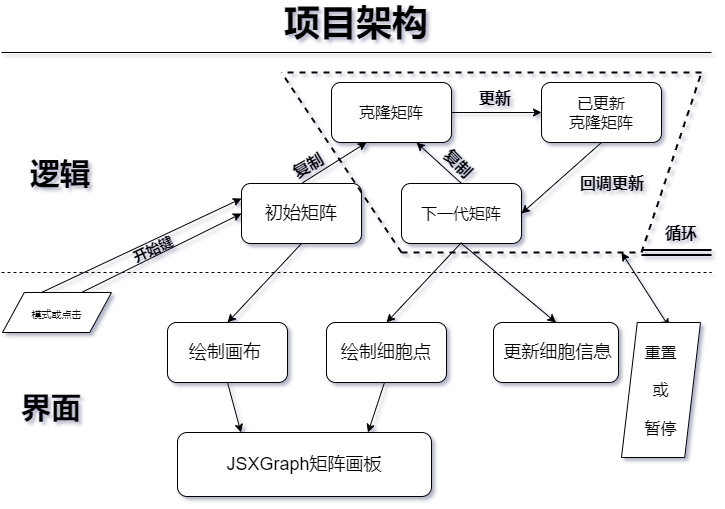 项目架构
克隆矩阵
更新
已更新
克隆矩阵
复制
复制
逻辑
回调更新
初始矩阵
下一代矩阵
循环
开始键
模式或点击
绘制画布
绘制细胞点
更新细胞信息
重置
或
暂停
界面
JSXGraph矩阵画板